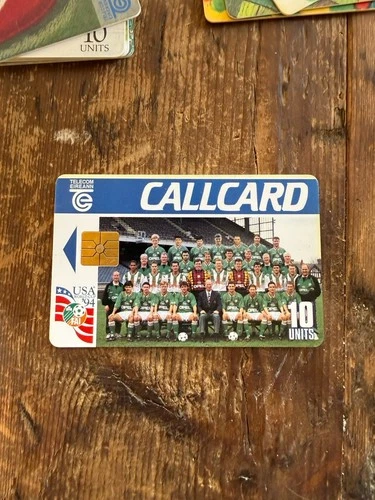 10
UNITS
TELECOM
EIREANN
CALLCARD
USA
'94
10
UNITS